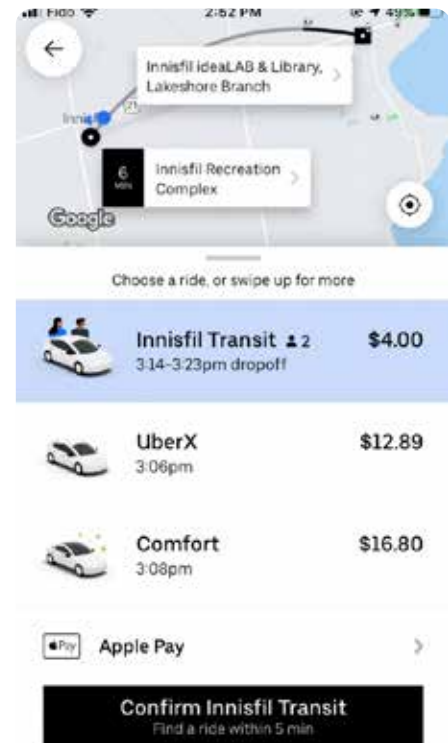 Fido
2:52 PM
49%
Innisfil ideaLAB & Library,
Lakeshore Branch
21
Innisf
6
MIN
Innisfil Recreation
Complex
Google
Choose a ride, or swipe up for more
Innisfil Transit 2 $4.00
3:14-3:23pm dropoff
UberX $12.89
3:06pm
Comfort $16.80
3:08pm
Pay Apple Pay
Confirm Innisfil Transit
Find a ride within 5 min